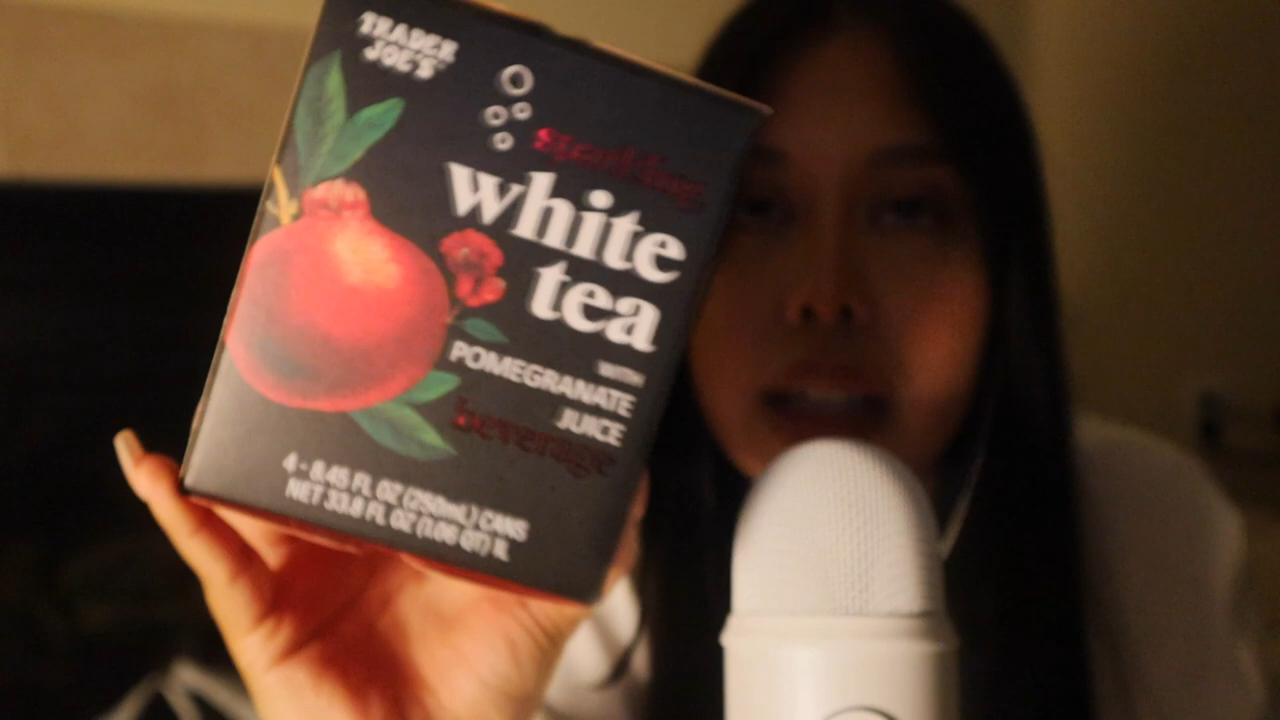 TRADER
JOE'S
sparkling
white
tea
WITH
POMEGRANATE
JUICE
beverage
4 - 8.45 FL OZ (250mL) CANS
NET 33.8 FL OZ (1.06 QT) 1L